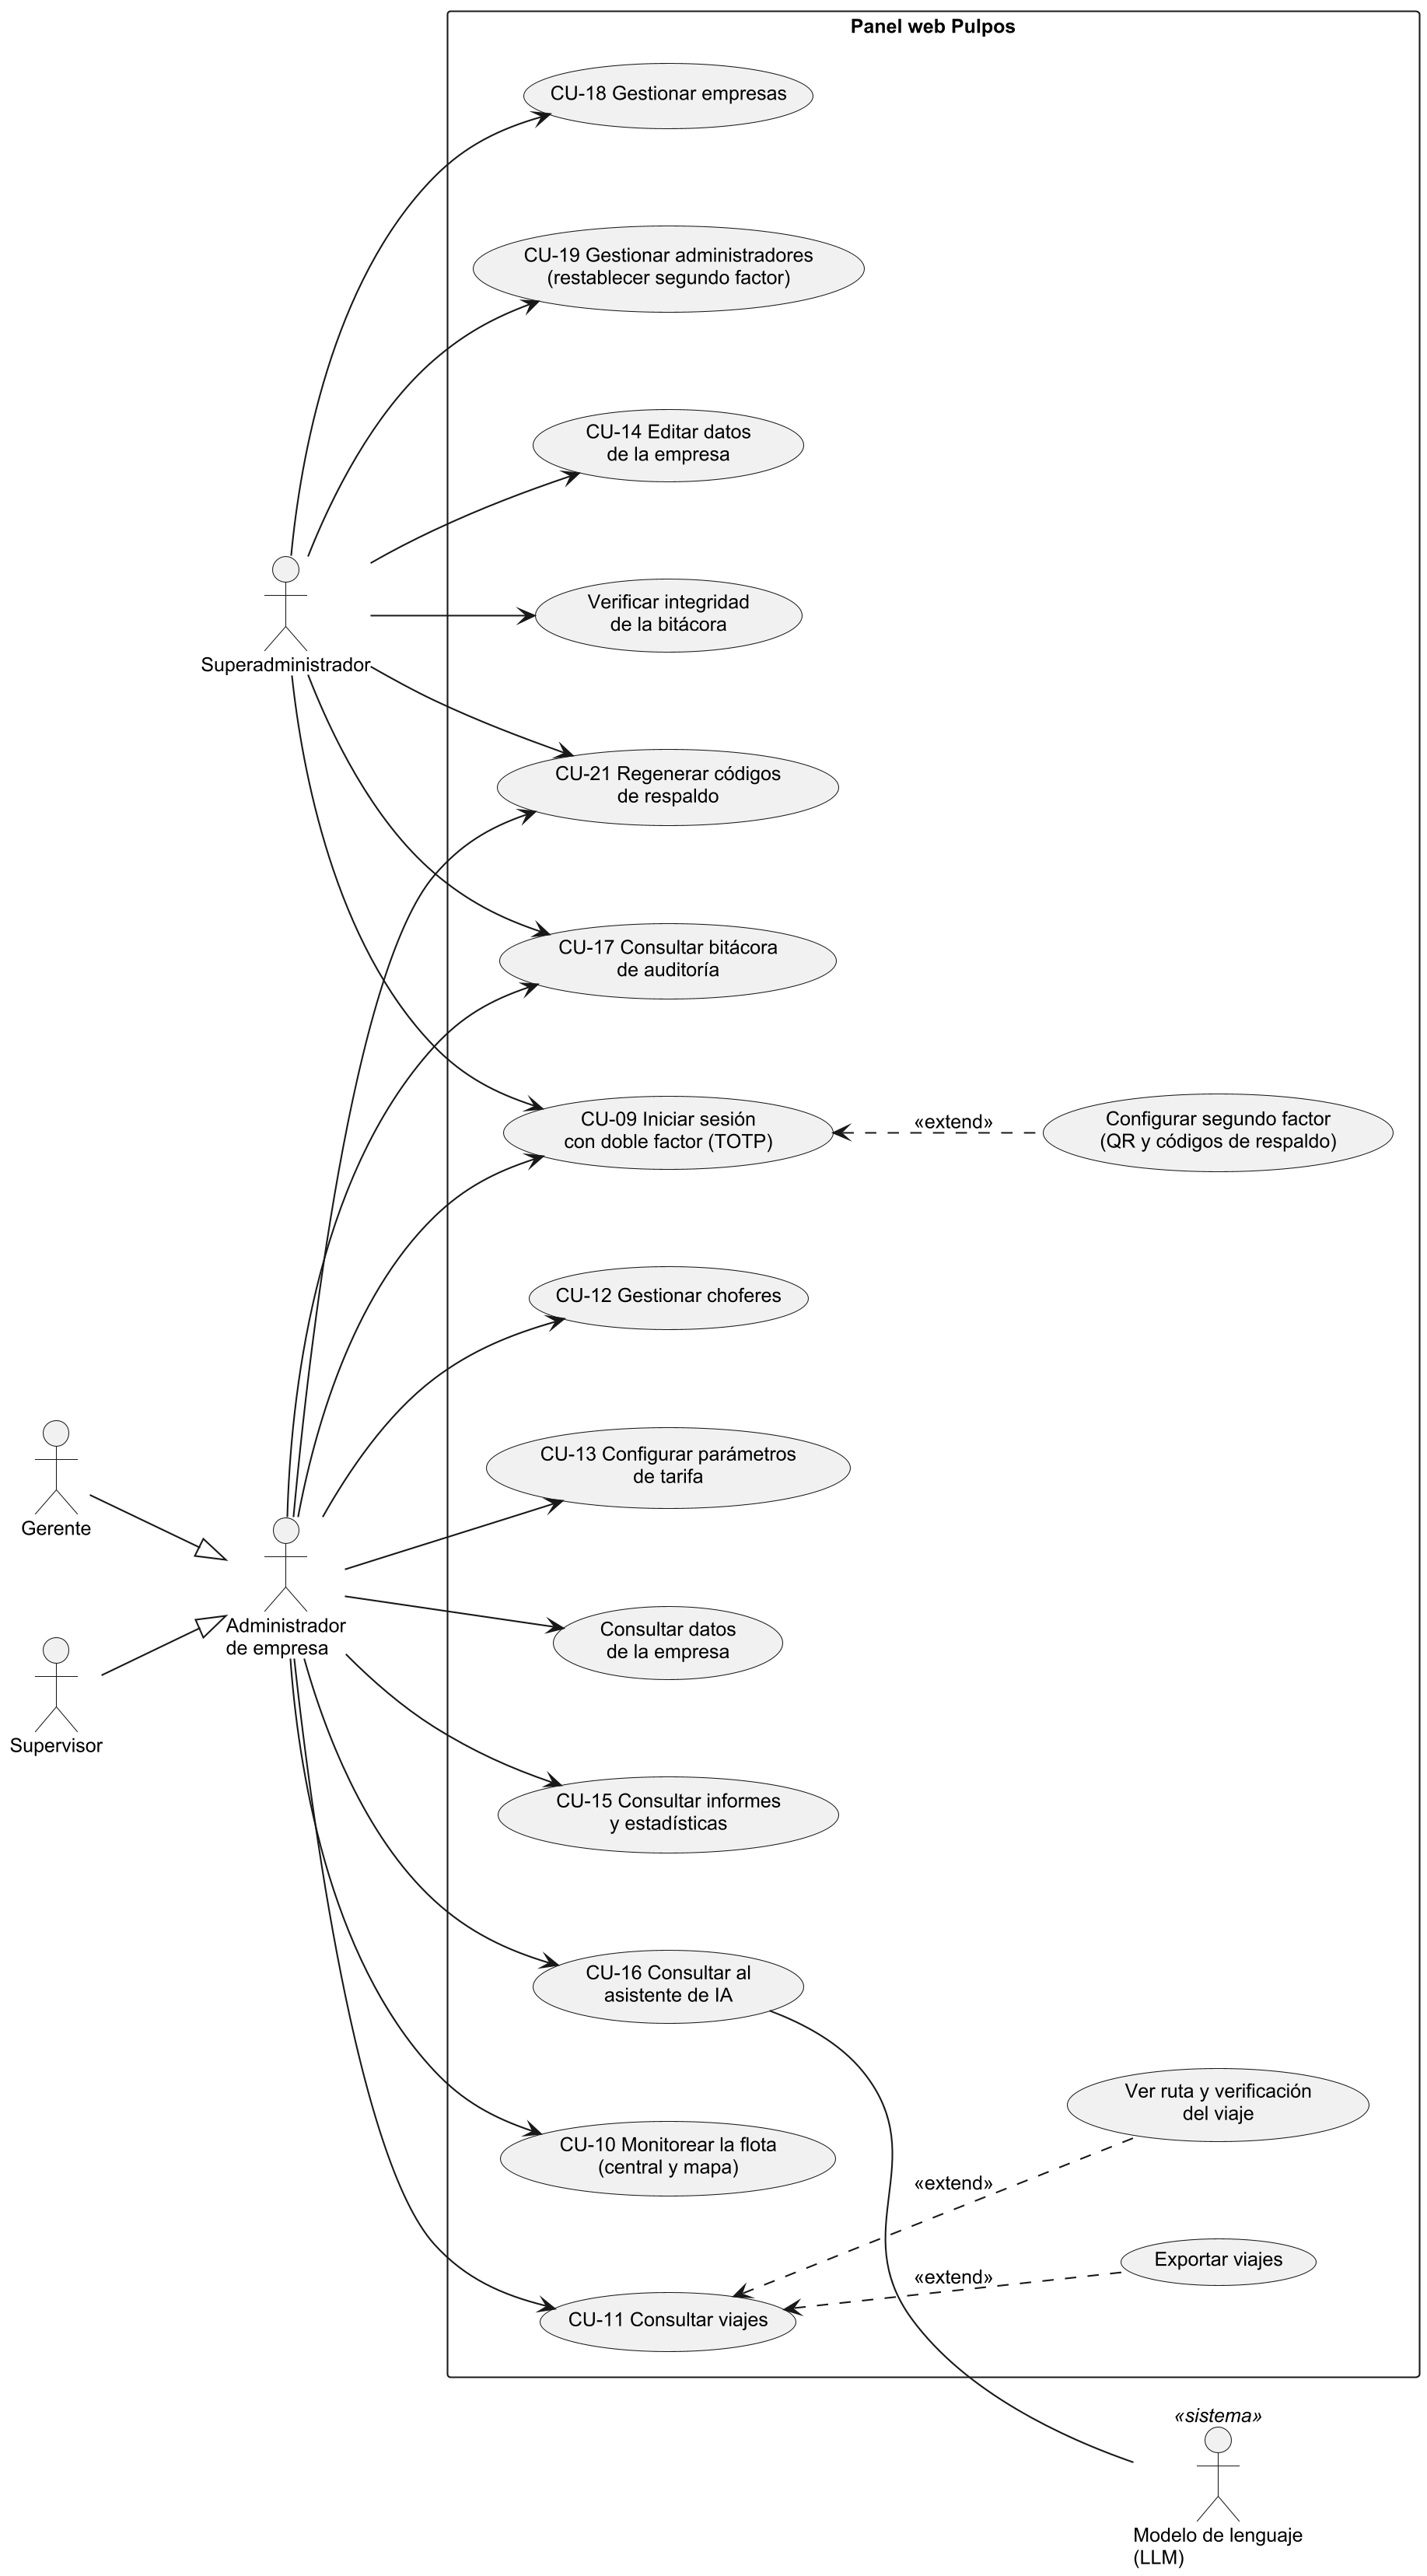 Panel web Pulpos
CU-18 Gestionar empresas
CU-19 Gestionar administradores
(restablecer segundo factor)
CU-14 Editar datos
de la empresa
Verificar integridad
de la bitácora
Superadministrador
CU-21 Regenerar códigos
de respaldo
CU-17 Consultar bitácora
de auditoría
CU-09 Iniciar sesión
con doble factor (TOTP)
«extend»
Configurar segundo factor
(QR y códigos de respaldo)
CU-12 Gestionar choferes
CU-13 Configurar parámetros
de tarifa
Gerente
Administrador
de empresa
Consultar datos
de la empresa
Supervisor
CU-15 Consultar informes
y estadísticas
CU-16 Consultar al
asistente de IA
Ver ruta y verificación
del viaje
CU-10 Monitorear la flota
(central y mapa)
«extend»
Exportar viajes
«extend»
CU-11 Consultar viajes
«sistema»
Modelo de lenguaje
(LLM)